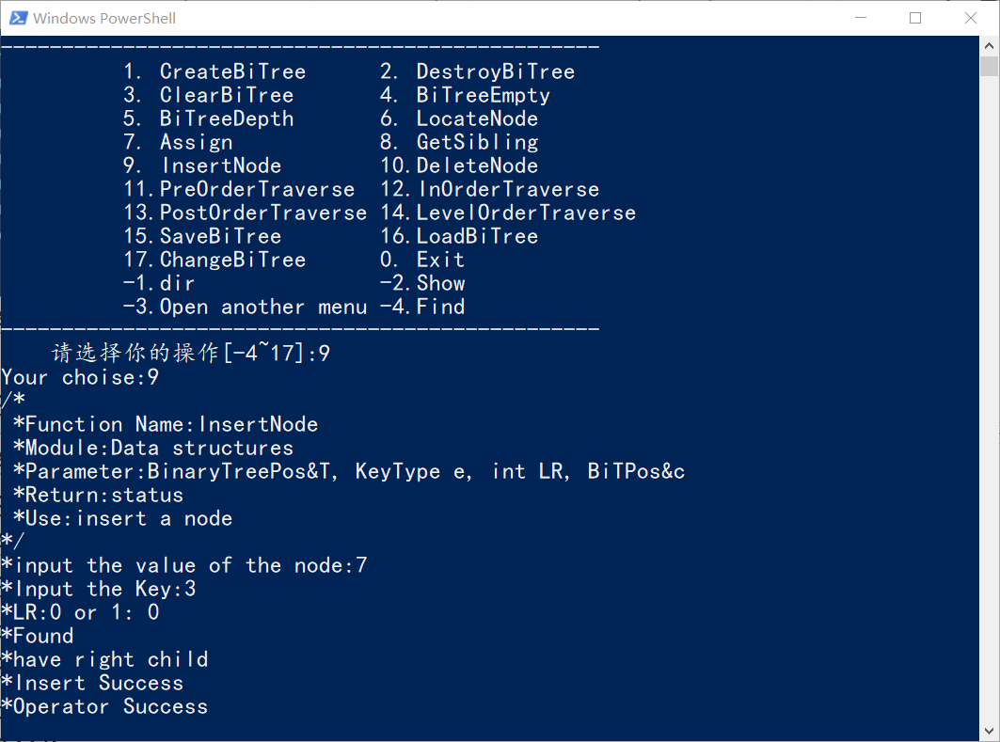 Windows PowerShell
-------------------------------------------------
1. CreateBiTree 2. DestroyBiTree
3. ClearBiTree 4. BiTreeEmpty
5. BiTreeDepth 6. LocateNode
7. Assign 8. GetSibling
9. InsertNode 10.DeleteNode
11.PreOrderTraverse 12.InOrderTraverse
13.PostOrderTraverse 14.LevelOrderTraverse
15.SaveBiTree 16.LoadBiTree
17.ChangeBiTree 0. Exit
-1.dir -2.Show
-3.Open another menu -4.Find
-------------------------------------------------
请选择你的操作[-4~17]:9
Your choise:9
/*
*Function Name:InsertNode
*Module:Data structures
*Parameter:BinaryTreePos&T, KeyType e, int LR, BiTPos&c
*Return:status
*Use:insert a node
*/
*input the value of the node:7
*Input the Key:3
*LR:0 or 1: 0
*Found
*have right child
*Insert Success
*Operator Success